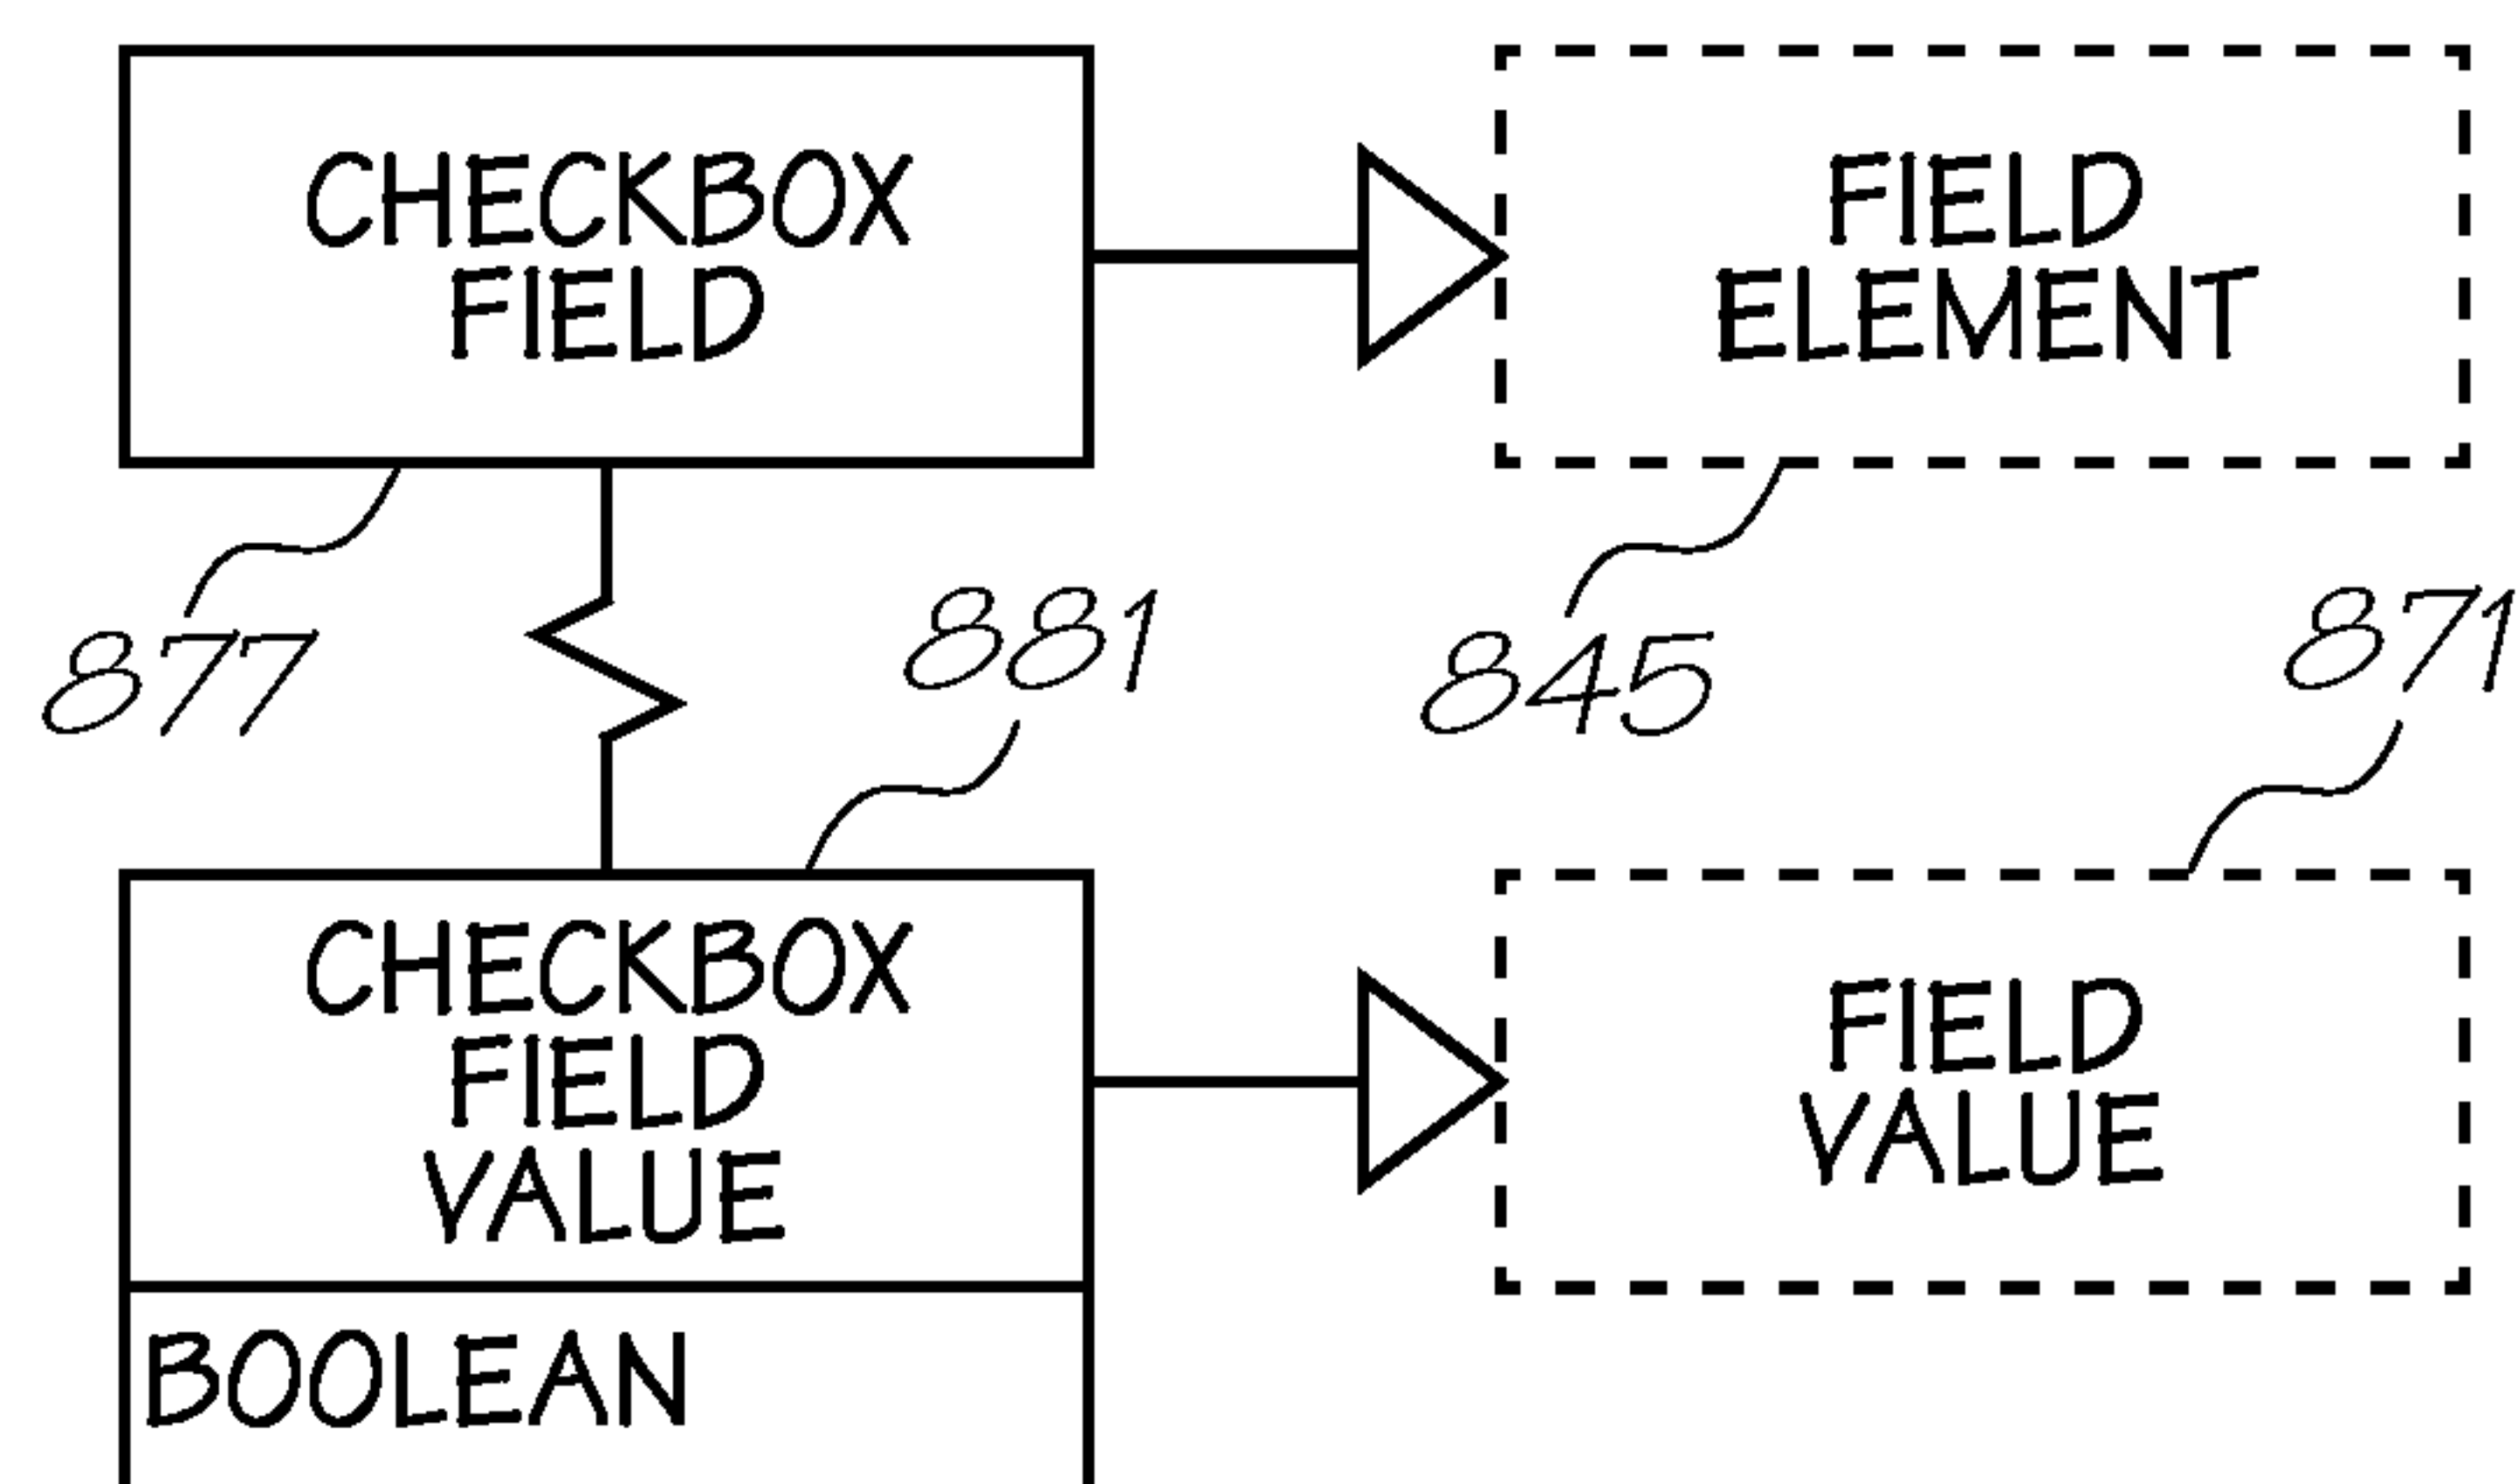 CHECKBOX
FIELD
FIELD
ELEMENT
877
881
845
871
CHECKBOX
FIELD
VALUE
FIELD
VALUE
BOOLEAN